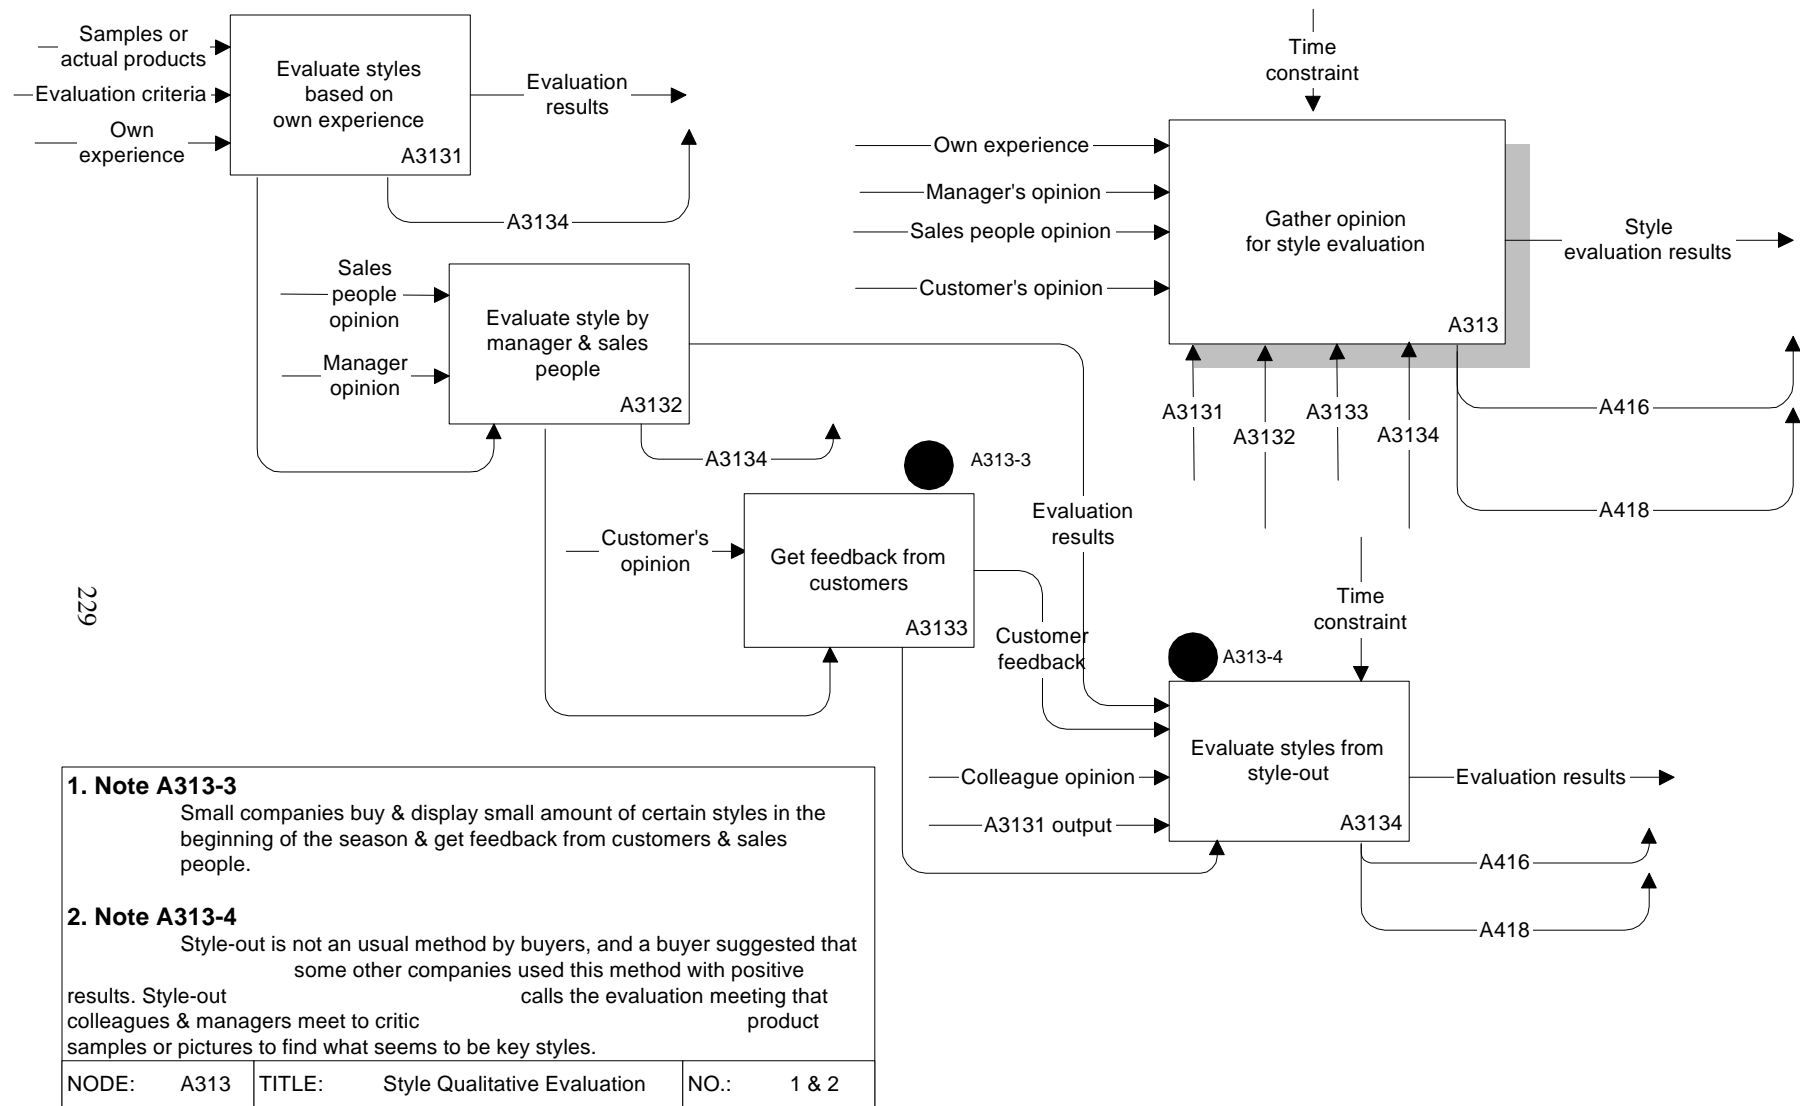 Samples or
actual products
Evaluation criteria
Own
experience
Evaluate styles
based on
own experience
A3131
Evaluation
results
A3134
Sales
people
opinion
Manager
opinion
Evaluate style by
manager & sales
people
A3132
A3134
A313-3
Customer's
opinion
Get feedback from
customers
A3133
Evaluation
results
Customer
feedback
Time
constraint
Own experience
Manager's opinion
Sales people opinion
Customer's opinion
Gather opinion
for style evaluation
A313
Style
evaluation results
A3131
A3132
A3133
A3134
A416
A418
Time
constraint
A313-4
Colleague opinion
A3131 output
Evaluate styles from
style-out
A3134
Evaluation results
A416
A418
229
1. Note A313-3
Small companies buy & display small amount of certain styles in the
beginning of the season & get feedback from customers & sales
people.
2. Note A313-4
Style-out is not an usual method by buyers, and a buyer suggested that
some other companies used this method with positive
results. Style-out calls the evaluation meeting that
colleagues & managers meet to critic product
samples or pictures to find what seems to be key styles.
NODE: A313 TITLE: Style Qualitative Evaluation NO.: 1 & 2